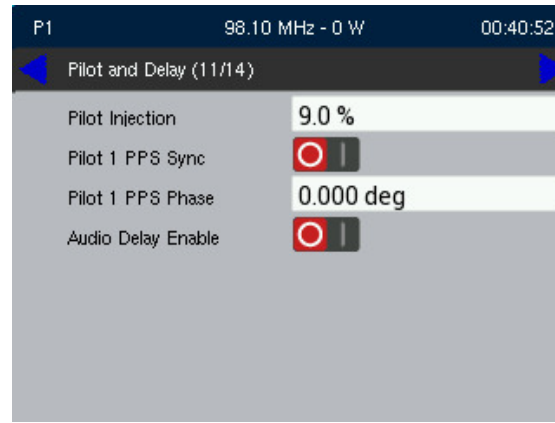 P1 98.10 MHz - 0 W 00:40:52
Pilot and Delay (11/14)
Pilot Injection 9.0 %
Pilot 1 PPS Sync
Pilot 1 PPS Phase 0.000 deg
Audio Delay Enable